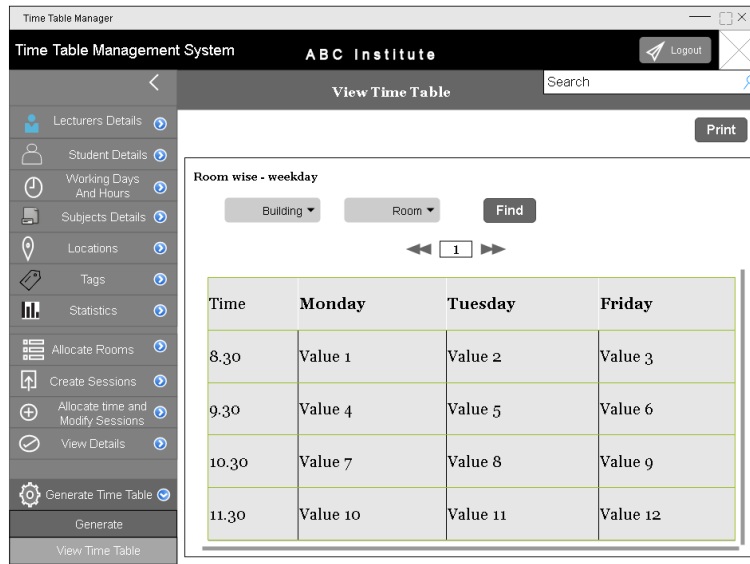 Time Table Manager
Time Table Management System
ABC Institute
Logout
View Time Table
Search
Print
Lecturers Details
Student Details
Working Days
And Hours
Subjects Details
Locations
Tags
Statistics
Allocate Rooms
Create Sessions
Allocate time and
Modify Sessions
View Details
Generate Time Table
Generate
View Time Table
Room wise - weekday
Building
Room
Find
1
Time Monday Tuesday Friday
8.30 Value 1 Value 2 Value 3
9.30 Value 4 Value 5 Value 6
10.30 Value 7 Value 8 Value 9
11.30 Value 10 Value 11 Value 12